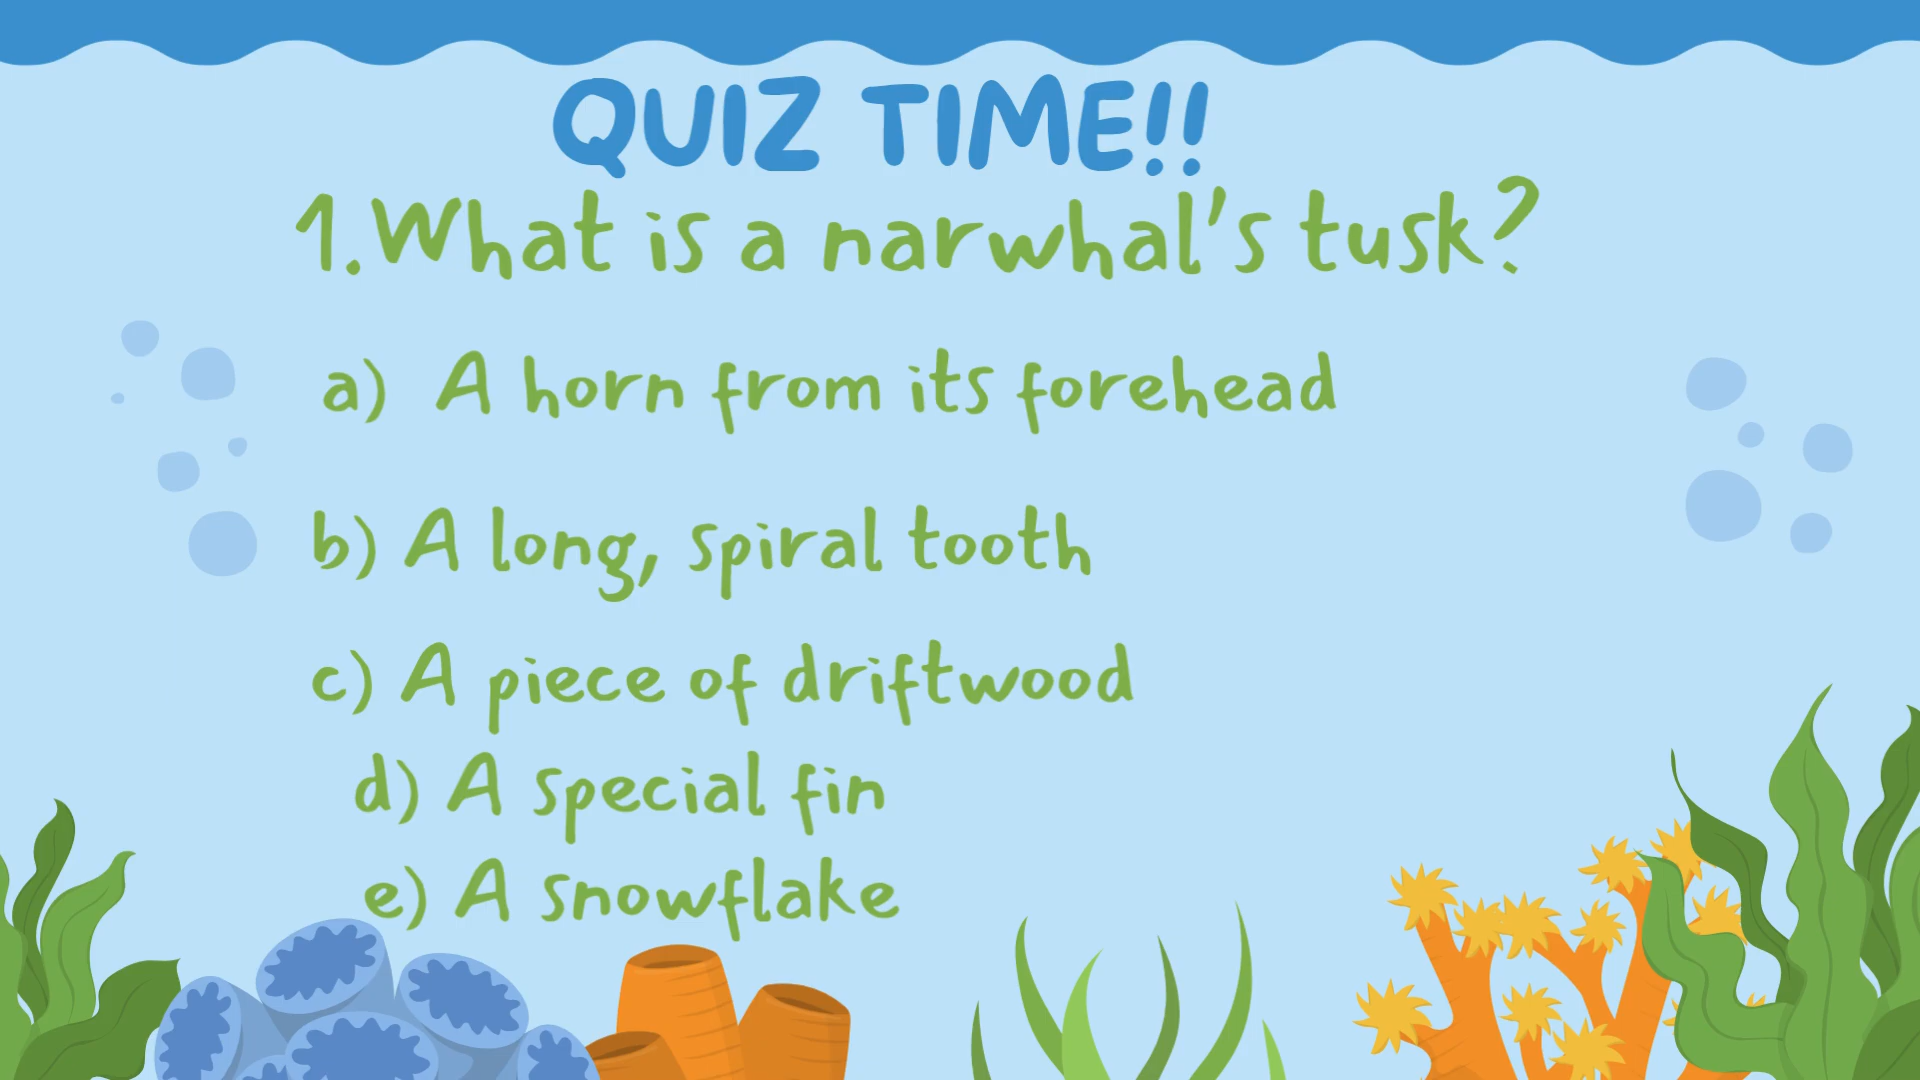 QUIZ TIME!!
1.What is a narwhal's tusk?
a) A horn from its forehead
b) A long, spiral tooth
c) A piece of driftwood
d) A special fin
e) A snowflake